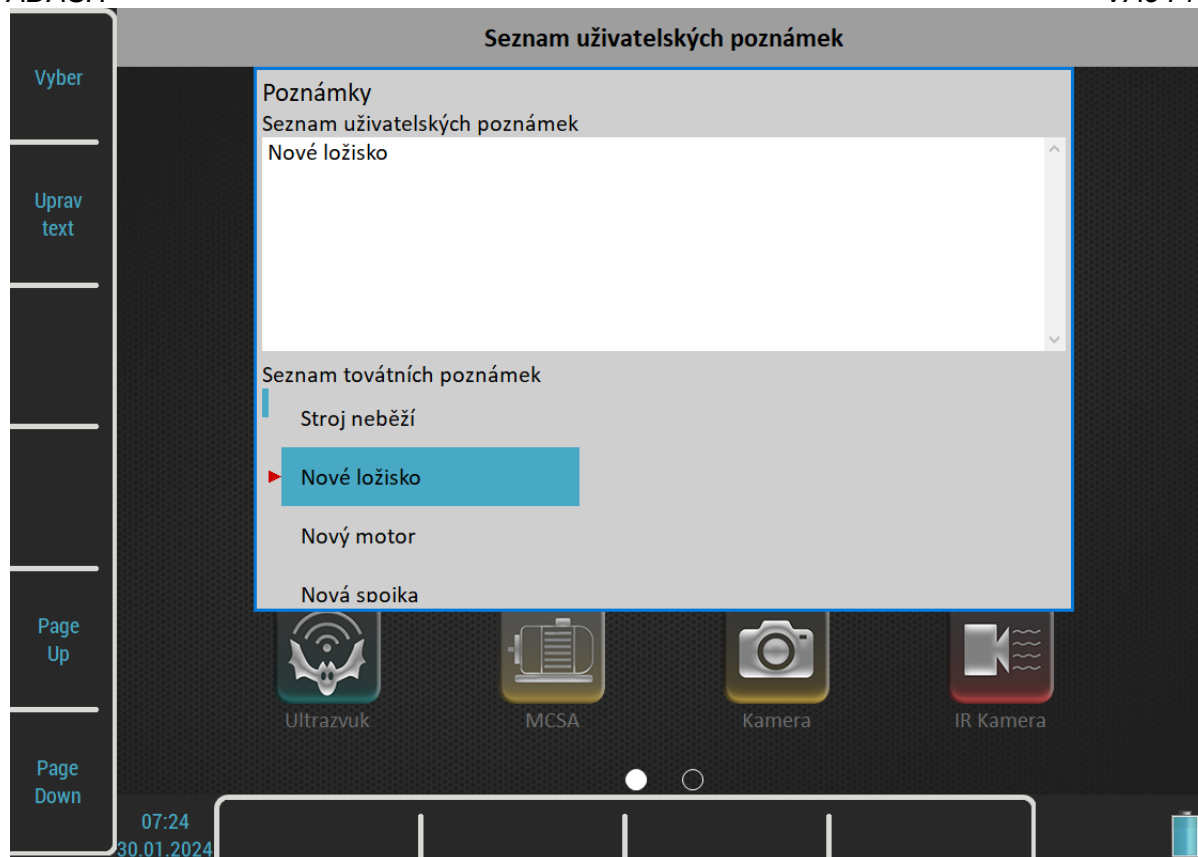 Seznam uživatelských poznámek
Vyber
Uprav
text
Page
Up
Page
Down
Poznámky
Seznam uživatelských poznámek
Nové ložisko
Seznam továtních poznámek
Stroj neběží
Nové ložisko
Nový motor
Nová spojka
Ultrazvuk
MCSA
Kamera
IR Kamera
07:24
30.01.2024